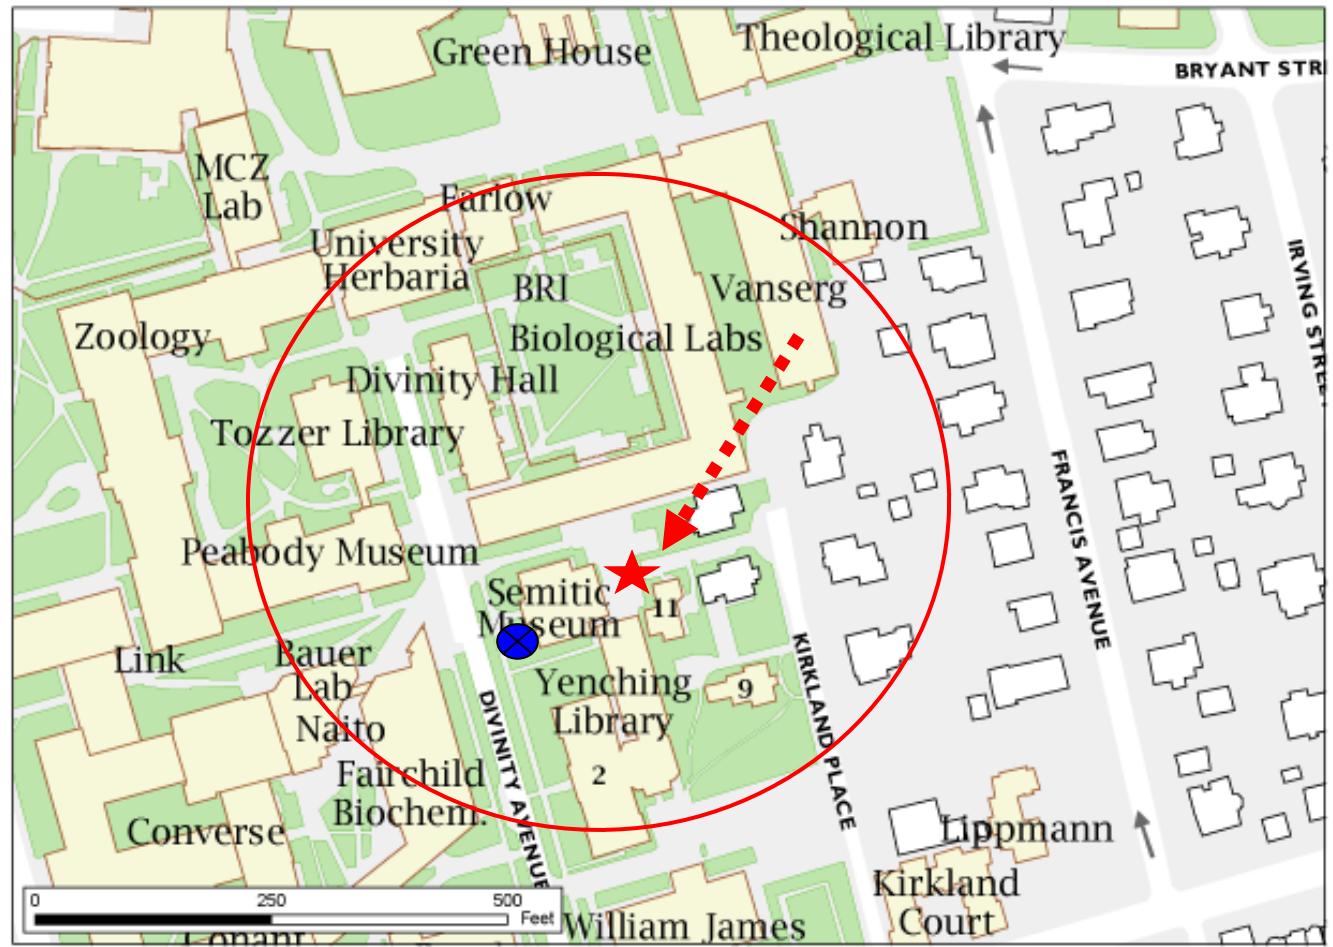 Green House
Theological Library
BRYANT STR
MCZ
Lab
Farlow
Shannon
University
Herbaria
BRI
Vanserg
IRVING STREE
Zoology
Biological Labs
Divinity Hall
Tozzer Library
FRANCIS AVENUE
Peabody Museum
Semitic
Museum
11
Link
Bauer
Lab
Naito
Yenching
Library
9
KIRKLAND PLACE
DIVINITY AVENUE
2
Fairchild
Biochem.
Converse
Lippmann
Kirkland
Court
0 250 500
Feet
William James
Conant